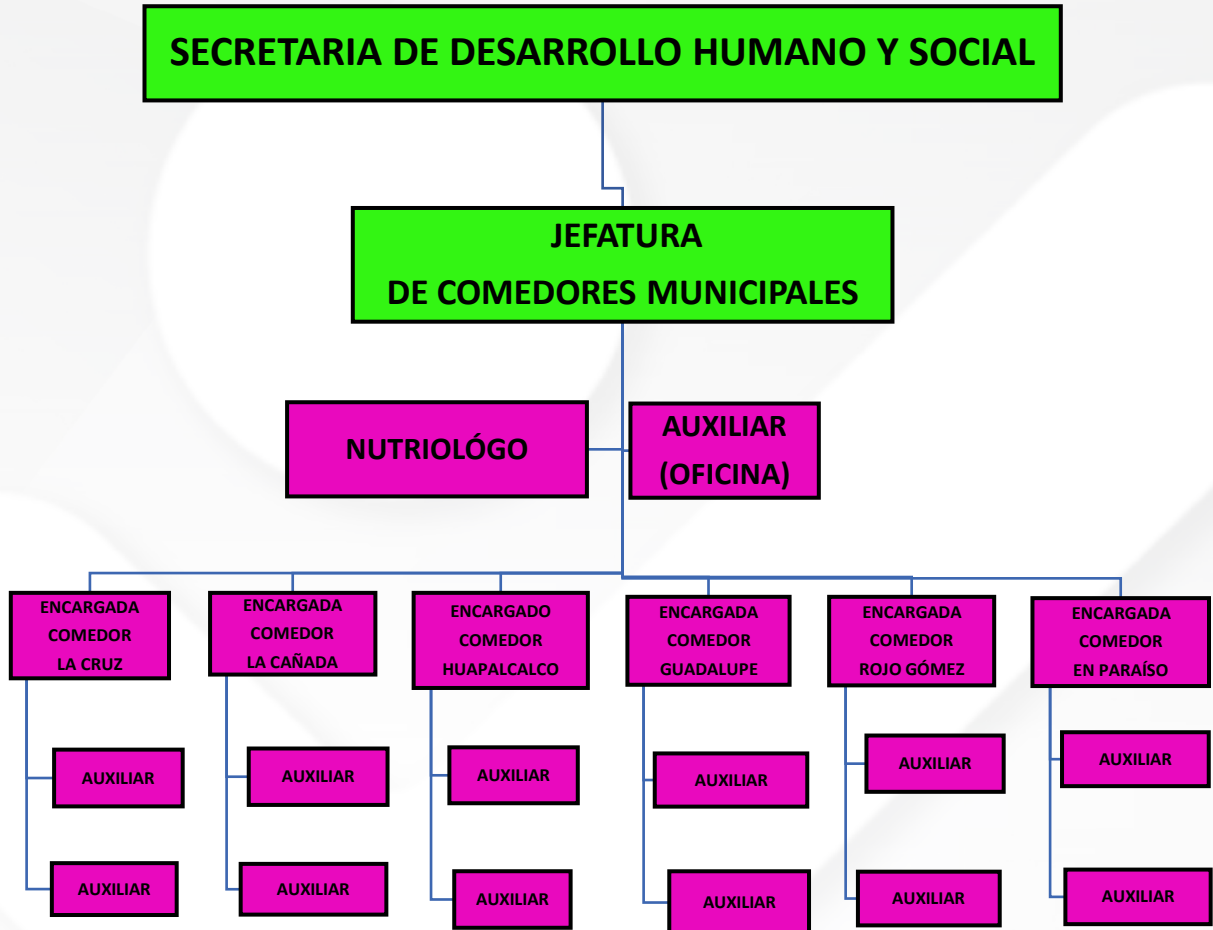 SECRETARIA DE DESARROLLO HUMANO Y SOCIAL
JEFATURA
DE COMEDORES MUNICIPALES
NUTRIOLÓGO
AUXILIAR
(OFICINA)
ENCARGADA
COMEDOR
LA CRUZ
ENCARGADA
COMEDOR
LA CAÑADA
ENCARGADO
COMEDOR
HUAPALCALCO
ENCARGADA
COMEDOR
GUADALUPE
ENCARGADA
COMEDOR
ROJO GÓMEZ
ENCARGADA
COMEDOR
EN PARAÍSO
AUXILIAR
AUXILIAR
AUXILIAR
AUXILIAR
AUXILIAR
AUXILIAR
AUXILIAR
AUXILIAR
AUXILIAR
AUXILIAR
AUXILIAR
AUXILIAR